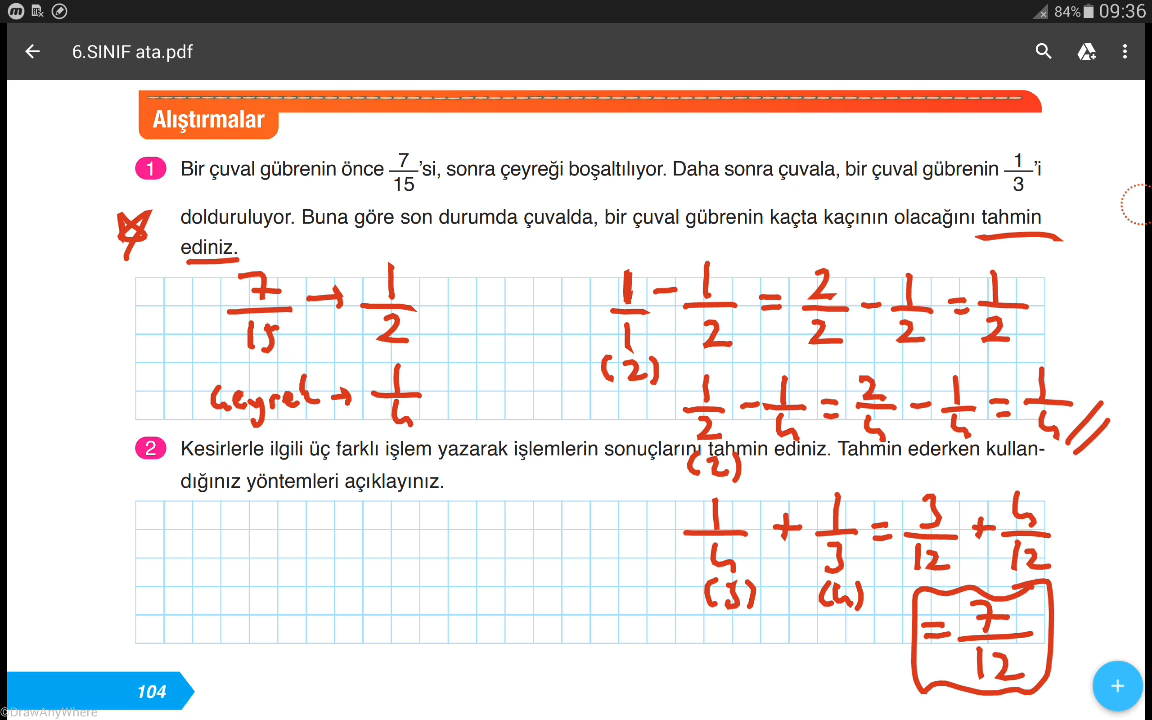 84% 09:36
6.SINIF ata.pdf
Alıştırmalar
1 Bir çuval gübrenin önce 7/15 'si, sonra çeyreği boşaltılıyor. Daha sonra çuvala, bir çuval gübrenin 1/3 'i
dolduruluyor. Buna göre son durumda çuvalda, bir çuval gübrenin kaçta kaçının olacağını tahmin
ediniz.
7/15 → 1/2
1/1 - 1/2 = 2/2 - 1/2 = 1/2
(2)
çeyrek → 1/4
1/2 - 1/4 = 2/4 - 1/4 = 1/4 //
(2)
2 Kesirlerle ilgili üç farklı işlem yazarak işlemlerin sonuçlarını tahmin ediniz. Tahmin ederken kullan-
dığınız yöntemleri açıklayınız.
1/4 + 1/3 = 3/12 + 4/12
(3) (4)
= 7/12
104
+
©DrawAnyWhere